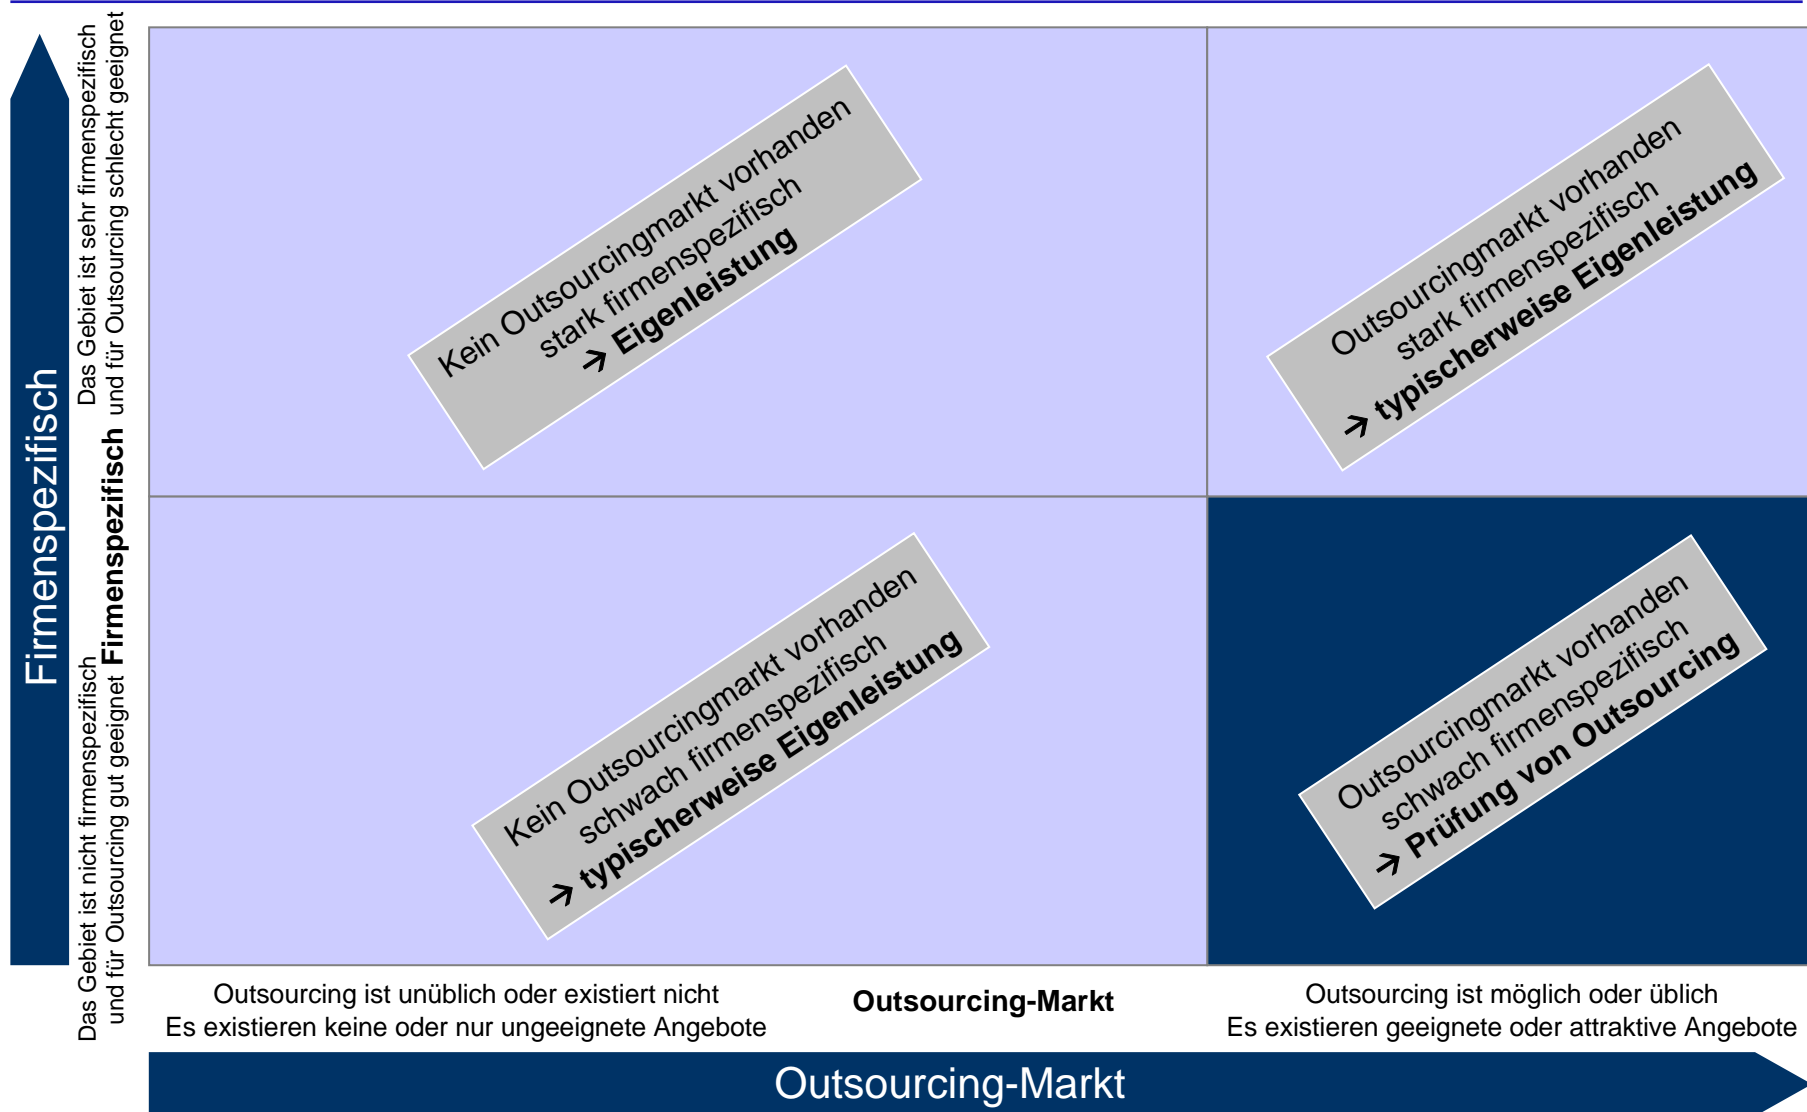 Firmenspezifisch
Das Gebiet ist sehr firmenspezifisch
und für Outsourcing schlecht geeignet
Firmenspezifisch
Das Gebiet ist nicht firmenspezifisch
und für Outsourcing gut geeignet
Kein Outsourcingmarkt vorhanden
stark firmenspezifisch
→ Eigenleistung
Outsourcingmarkt vorhanden
stark firmenspezifisch
→ typischerweise Eigenleistung
Kein Outsourcingmarkt vorhanden
schwach firmenspezifisch
→ typischerweise Eigenleistung
Outsourcingmarkt vorhanden
schwach firmenspezifisch
→ Prüfung von Outsourcing
Outsourcing ist unüblich oder existiert nicht
Es existieren keine oder nur ungeeignete Angebote
Outsourcing-Markt
Outsourcing ist möglich oder üblich
Es existieren geeignete oder attraktive Angebote
Outsourcing-Markt